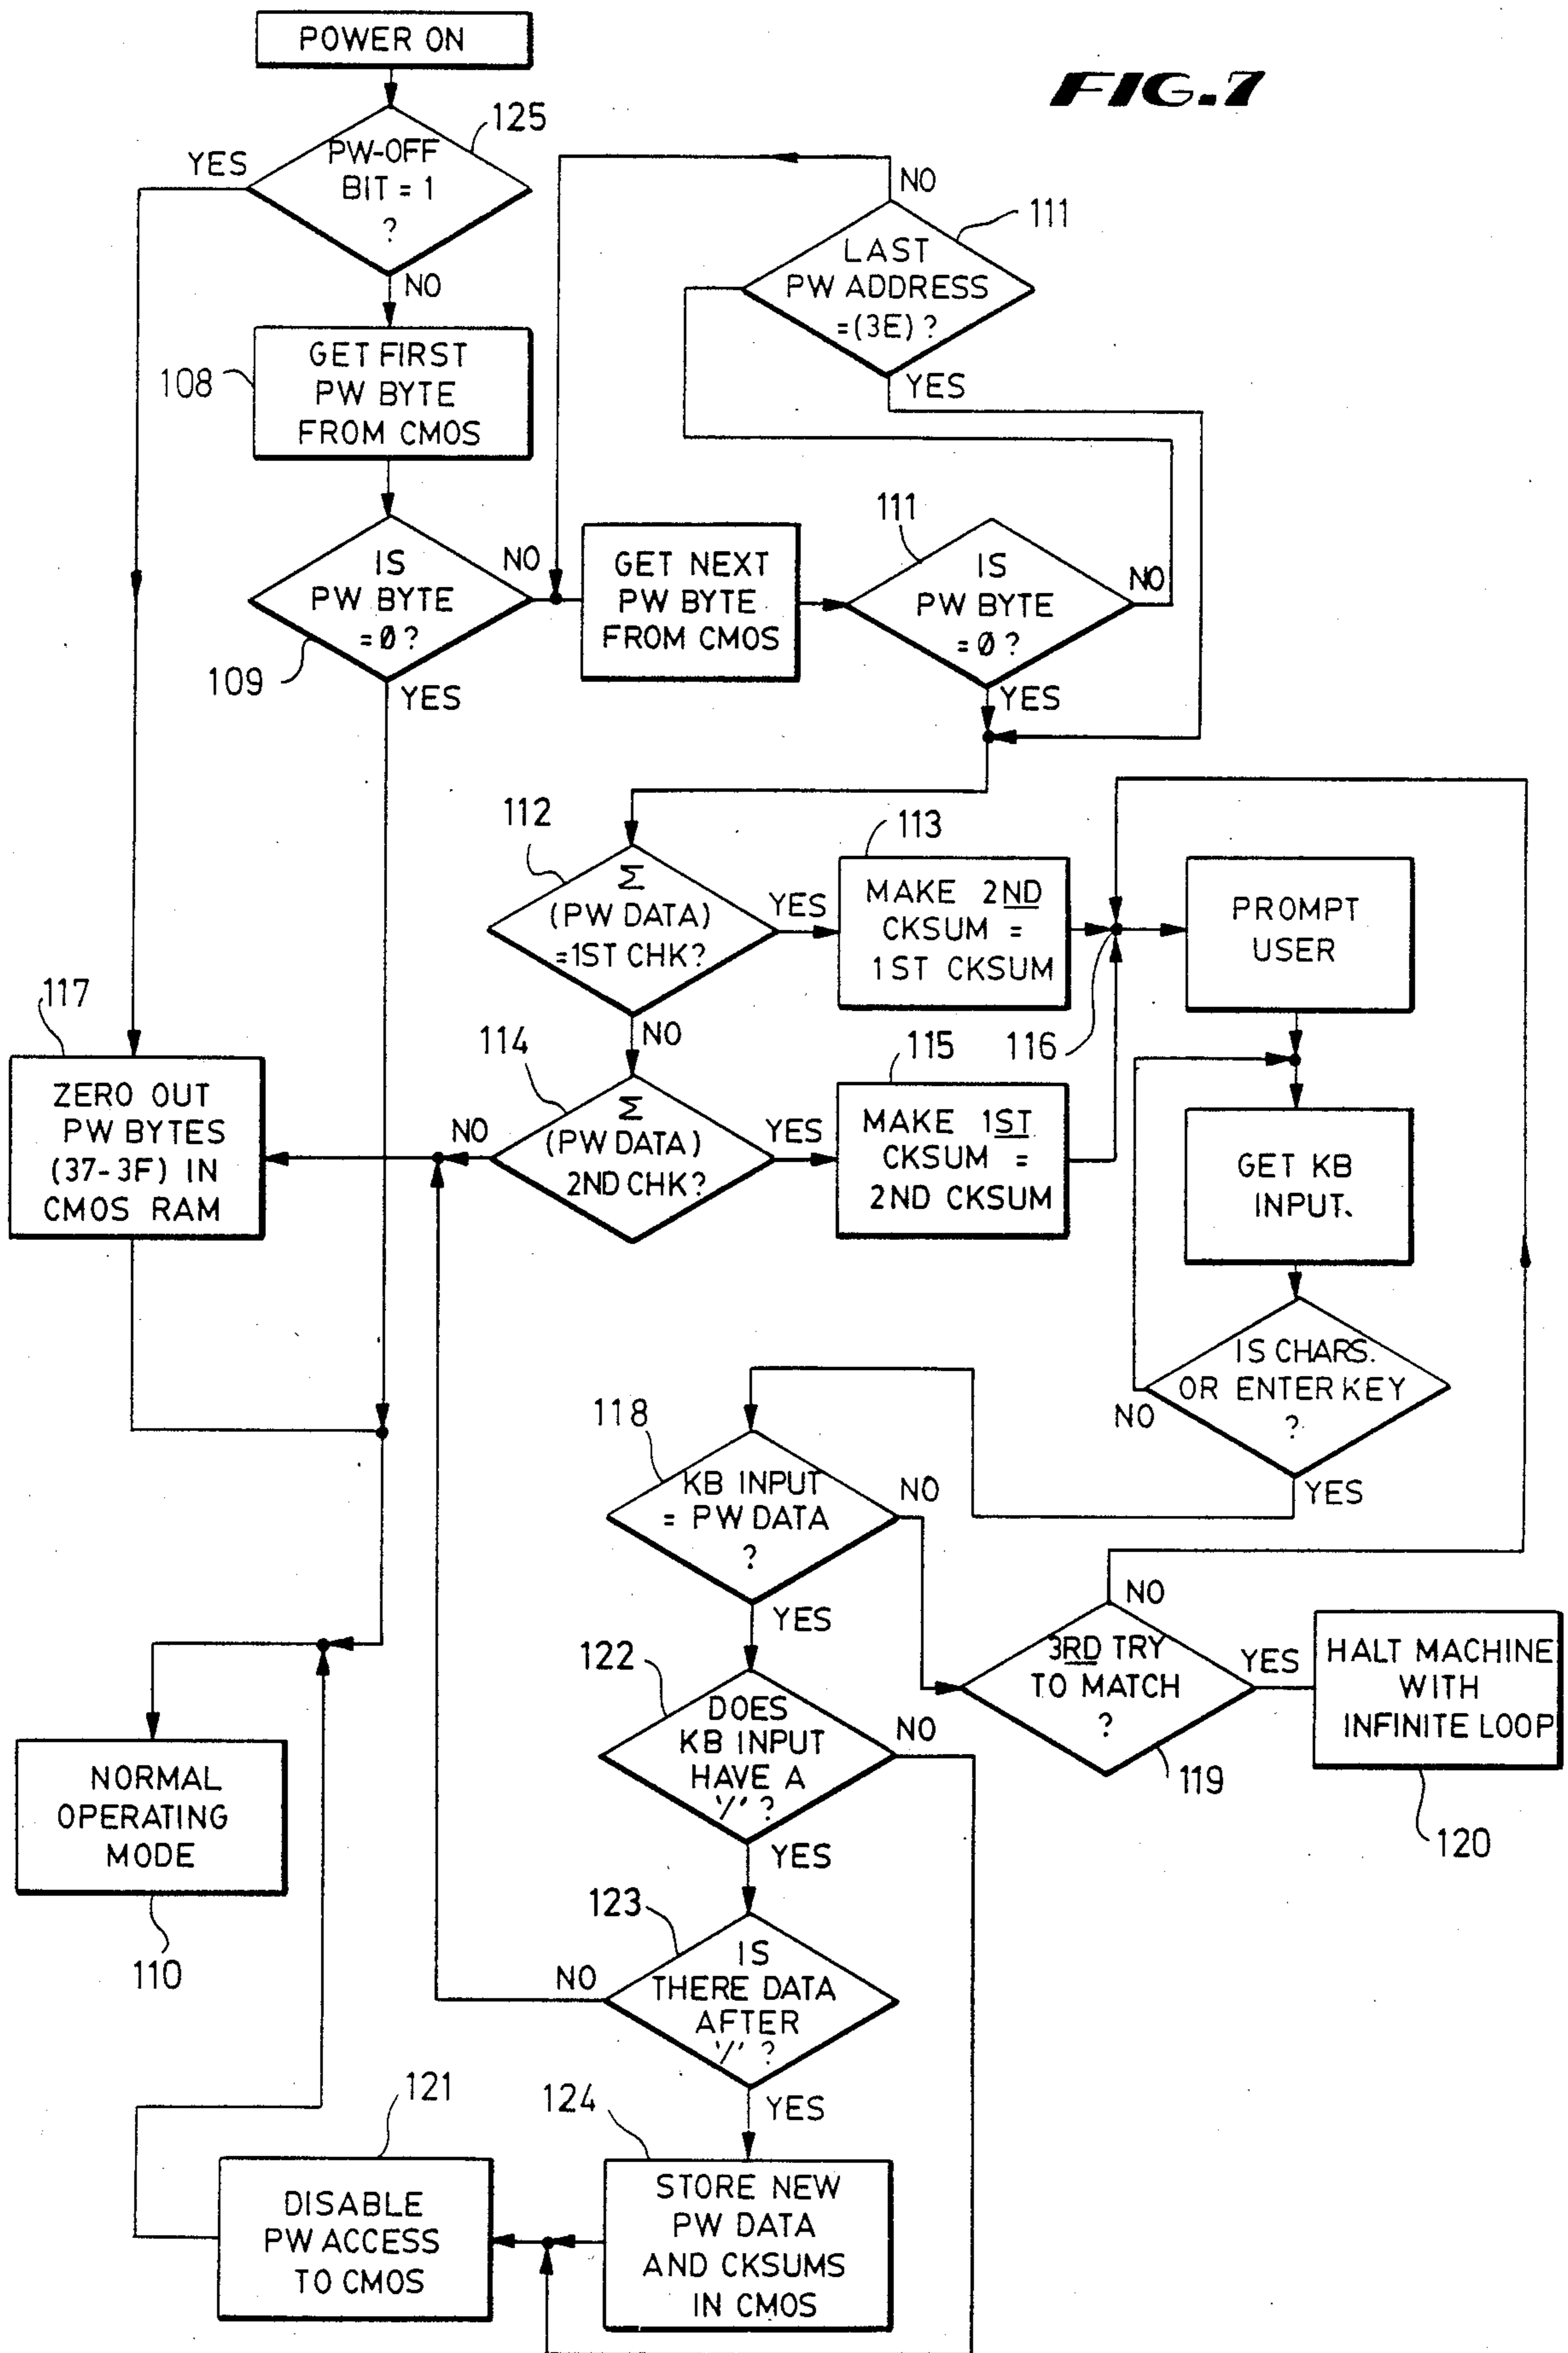 POWER ON
FIG.7
125
PW-OFF
BIT = 1
?
YES
NO
NO
111
LAST
PW ADDRESS
=(3E) ?
YES
108
GET FIRST
PW BYTE
FROM CMOS
109
IS
PW BYTE
=Ø?
NO
YES
GET NEXT
PW BYTE
FROM CMOS
111
IS
PW BYTE
=Ø?
NO
YES
112
Σ
(PW DATA)
=1ST CHK?
YES
NO
113
MAKE 2ND
CKSUM =
1ST CKSUM
116
PROMPT
USER
117
ZERO OUT
PW BYTES
(37-3F) IN
CMOS RAM
114
NO
Σ
(PW DATA)
2ND CHK?
YES
115
MAKE 1ST
CKSUM =
2ND CKSUM
GET KB
INPUT.
IS CHARS.
OR ENTER KEY
?
NO
YES
118
KB INPUT
= PW DATA
?
NO
YES
NO
3RD TRY
TO MATCH
?
119
YES
HALT MACHINE
WITH
INFINITE LOOP
120
122
DOES
KB INPUT
HAVE A
'/' ?
NO
YES
NORMAL
OPERATING
MODE
110
123
NO
IS
THERE DATA
AFTER
'/' ?
YES
121
DISABLE
PW ACCESS
TO CMOS
124
STORE NEW
PW DATA
AND CKSUMS
IN CMOS